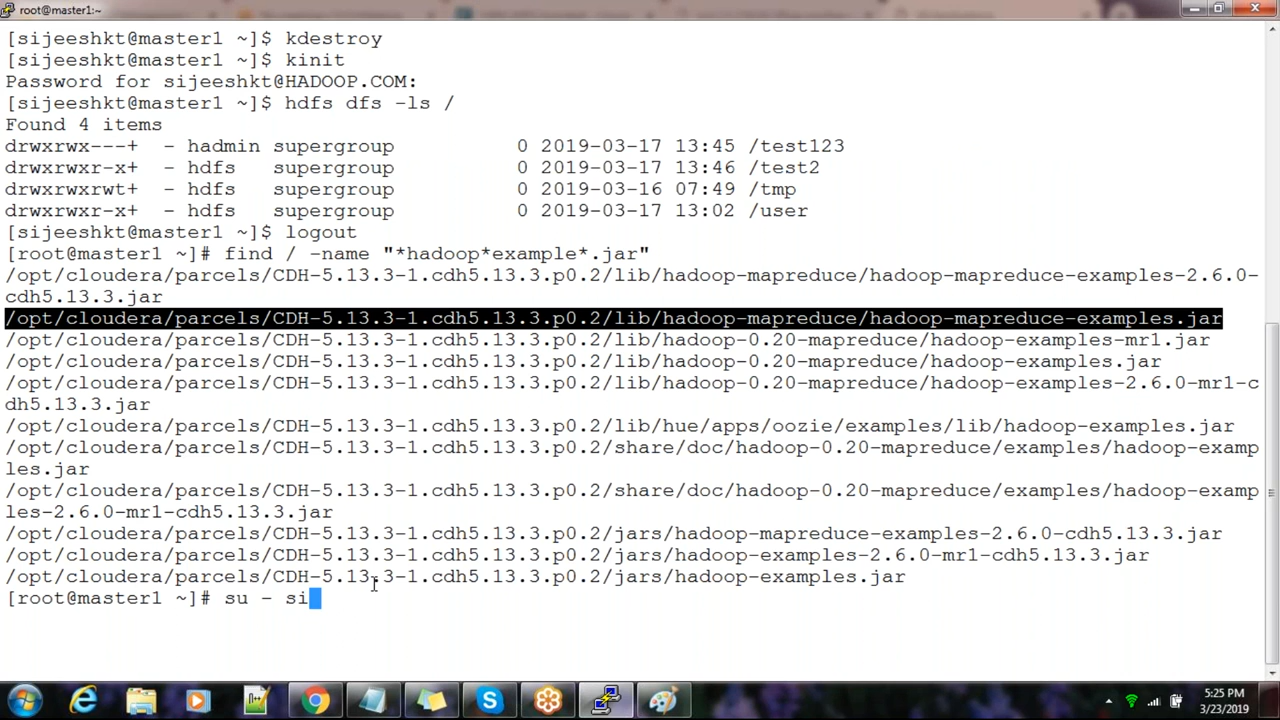 root@master1:~
[sijeeshkt@master1 ~]$ kdestroy
[sijeeshkt@master1 ~]$ kinit
Password for sijeeshkt@HADOOP.COM:
[sijeeshkt@master1 ~]$ hdfs dfs -ls /
Found 4 items
drwxrwx---+  - hadmin supergroup          0 2019-03-17 13:45 /test123
drwxrwxr-x+  - hdfs   supergroup          0 2019-03-17 13:46 /test2
drwxrwxrwt+  - hdfs   supergroup          0 2019-03-16 07:49 /tmp
drwxrwxr-x+  - hdfs   supergroup          0 2019-03-17 13:02 /user
[sijeeshkt@master1 ~]$ logout
[root@master1 ~]# find / -name "*hadoop*example*.jar"
/opt/cloudera/parcels/CDH-5.13.3-1.cdh5.13.3.p0.2/lib/hadoop-mapreduce/hadoop-mapreduce-examples-2.6.0-
cdh5.13.3.jar
/opt/cloudera/parcels/CDH-5.13.3-1.cdh5.13.3.p0.2/lib/hadoop-mapreduce/hadoop-mapreduce-examples.jar
/opt/cloudera/parcels/CDH-5.13.3-1.cdh5.13.3.p0.2/lib/hadoop-0.20-mapreduce/hadoop-examples-mr1.jar
/opt/cloudera/parcels/CDH-5.13.3-1.cdh5.13.3.p0.2/lib/hadoop-0.20-mapreduce/hadoop-examples.jar
/opt/cloudera/parcels/CDH-5.13.3-1.cdh5.13.3.p0.2/lib/hadoop-0.20-mapreduce/hadoop-examples-2.6.0-mr1-c
dh5.13.3.jar
/opt/cloudera/parcels/CDH-5.13.3-1.cdh5.13.3.p0.2/lib/hue/apps/oozie/examples/lib/hadoop-examples.jar
/opt/cloudera/parcels/CDH-5.13.3-1.cdh5.13.3.p0.2/share/doc/hadoop-0.20-mapreduce/examples/hadoop-examp
les.jar
/opt/cloudera/parcels/CDH-5.13.3-1.cdh5.13.3.p0.2/share/doc/hadoop-0.20-mapreduce/examples/hadoop-examp
les-2.6.0-mr1-cdh5.13.3.jar
/opt/cloudera/parcels/CDH-5.13.3-1.cdh5.13.3.p0.2/jars/hadoop-mapreduce-examples-2.6.0-cdh5.13.3.jar
/opt/cloudera/parcels/CDH-5.13.3-1.cdh5.13.3.p0.2/jars/hadoop-examples-2.6.0-mr1-cdh5.13.3.jar
/opt/cloudera/parcels/CDH-5.13.3-1.cdh5.13.3.p0.2/jars/hadoop-examples.jar
[root@master1 ~]# su - si
5:25 PM
3/23/2019